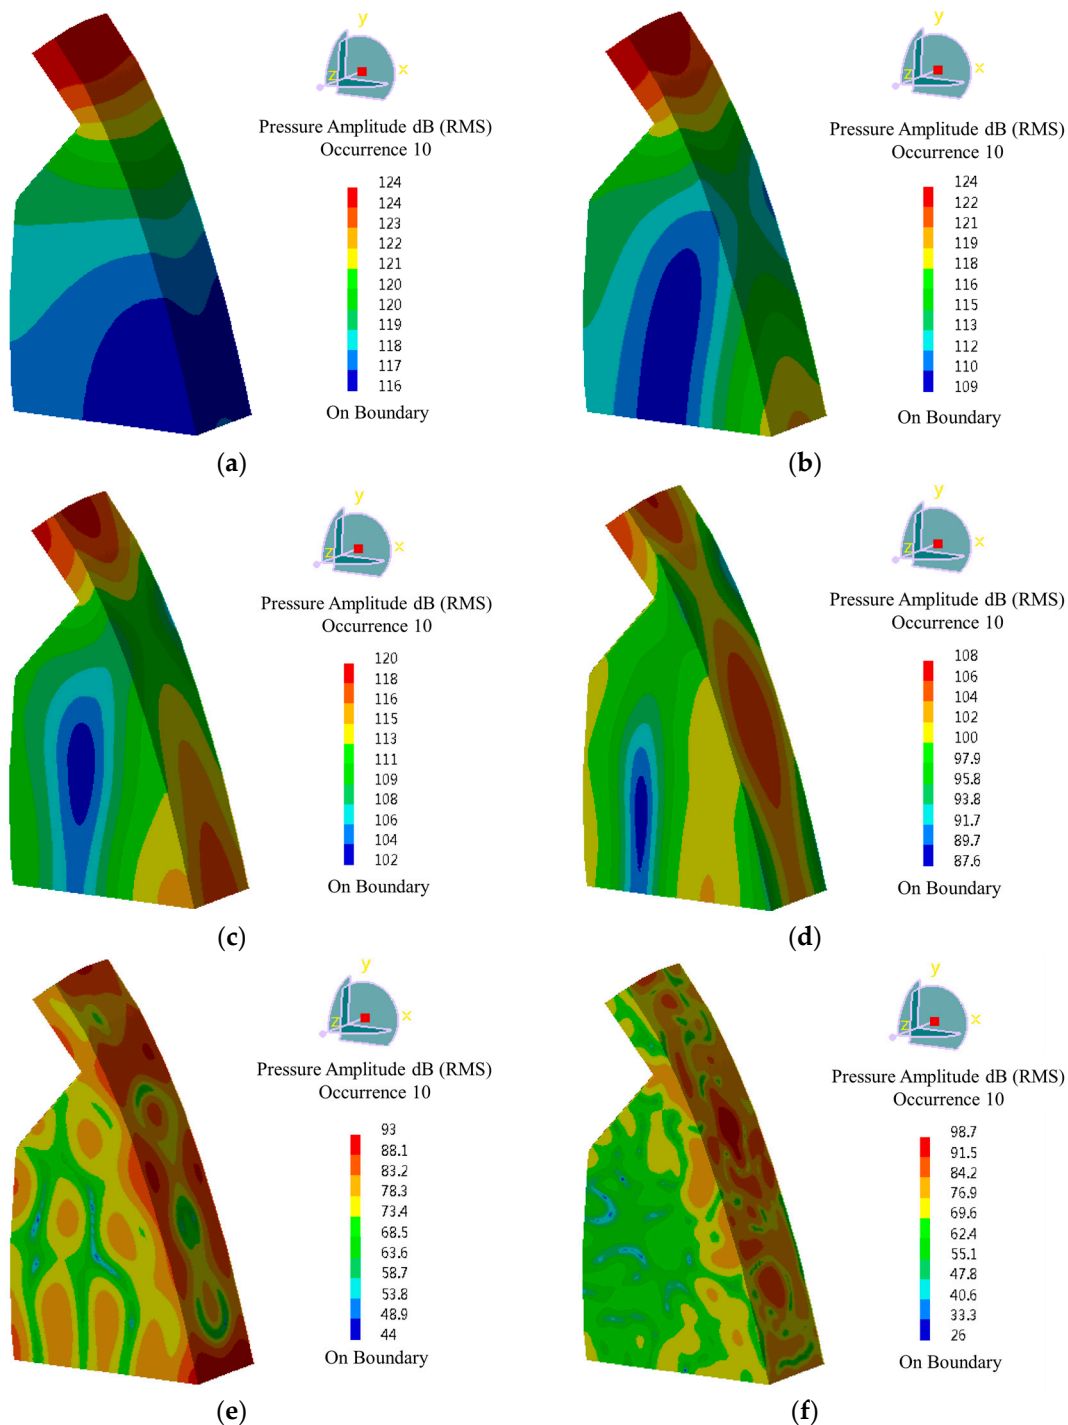 y
x
z
Pressure Amplitude dB (RMS)
Occurrence 10
124
124
123
122
121
120
120
119
118
117
116
On Boundary
(a)
y
x
z
Pressure Amplitude dB (RMS)
Occurrence 10
124
122
121
119
118
116
115
113
112
110
109
On Boundary
(b)
y
x
z
Pressure Amplitude dB (RMS)
Occurrence 10
120
118
116
115
113
111
109
108
106
104
102
On Boundary
(c)
y
x
z
Pressure Amplitude dB (RMS)
Occurrence 10
108
106
104
102
100
97.9
95.8
93.8
91.7
89.7
87.6
On Boundary
(d)
y
x
z
Pressure Amplitude dB (RMS)
Occurrence 10
93
88.1
83.2
78.3
73.4
68.5
63.6
58.7
53.8
48.9
44
On Boundary
(e)
y
x
z
Pressure Amplitude dB (RMS)
Occurrence 10
98.7
91.5
84.2
76.9
69.6
62.4
55.1
47.8
40.6
33.3
26
On Boundary
(f)